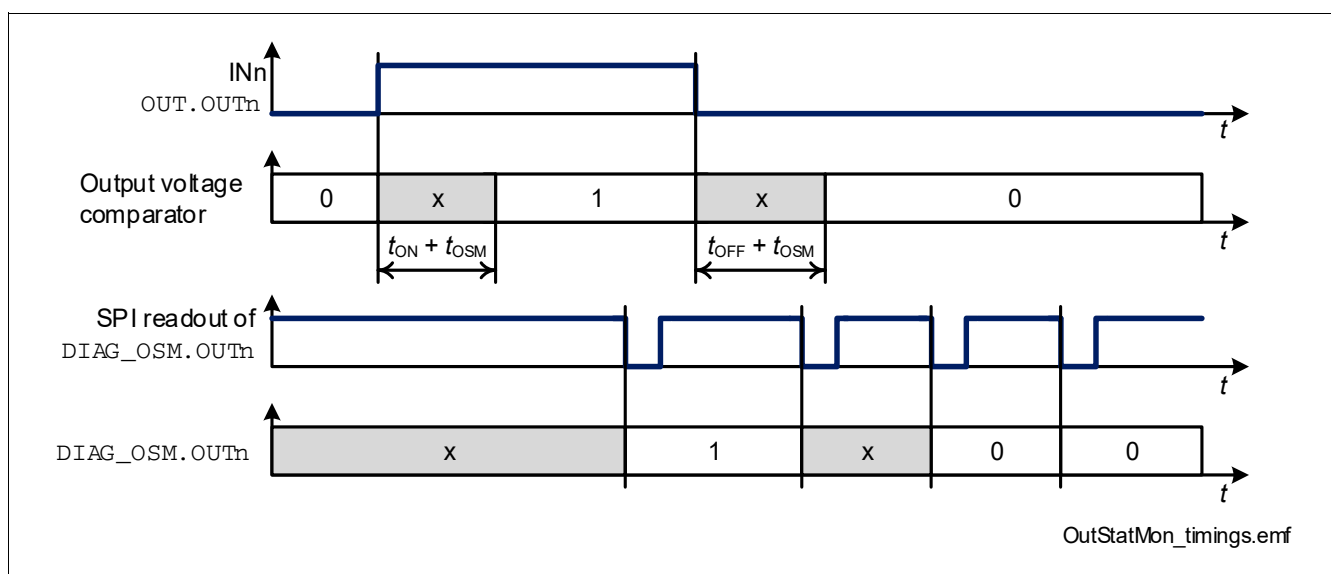 INn
OUT.OUTn
t
Output voltage
comparator
0 x 1 x 0
t
tON + tOSM tOFF + tOSM
SPI readout of
DIAG_OSM.OUTn
t
DIAG_OSM.OUTn
x 1 x 0 0
t
OutStatMon_timings.emf